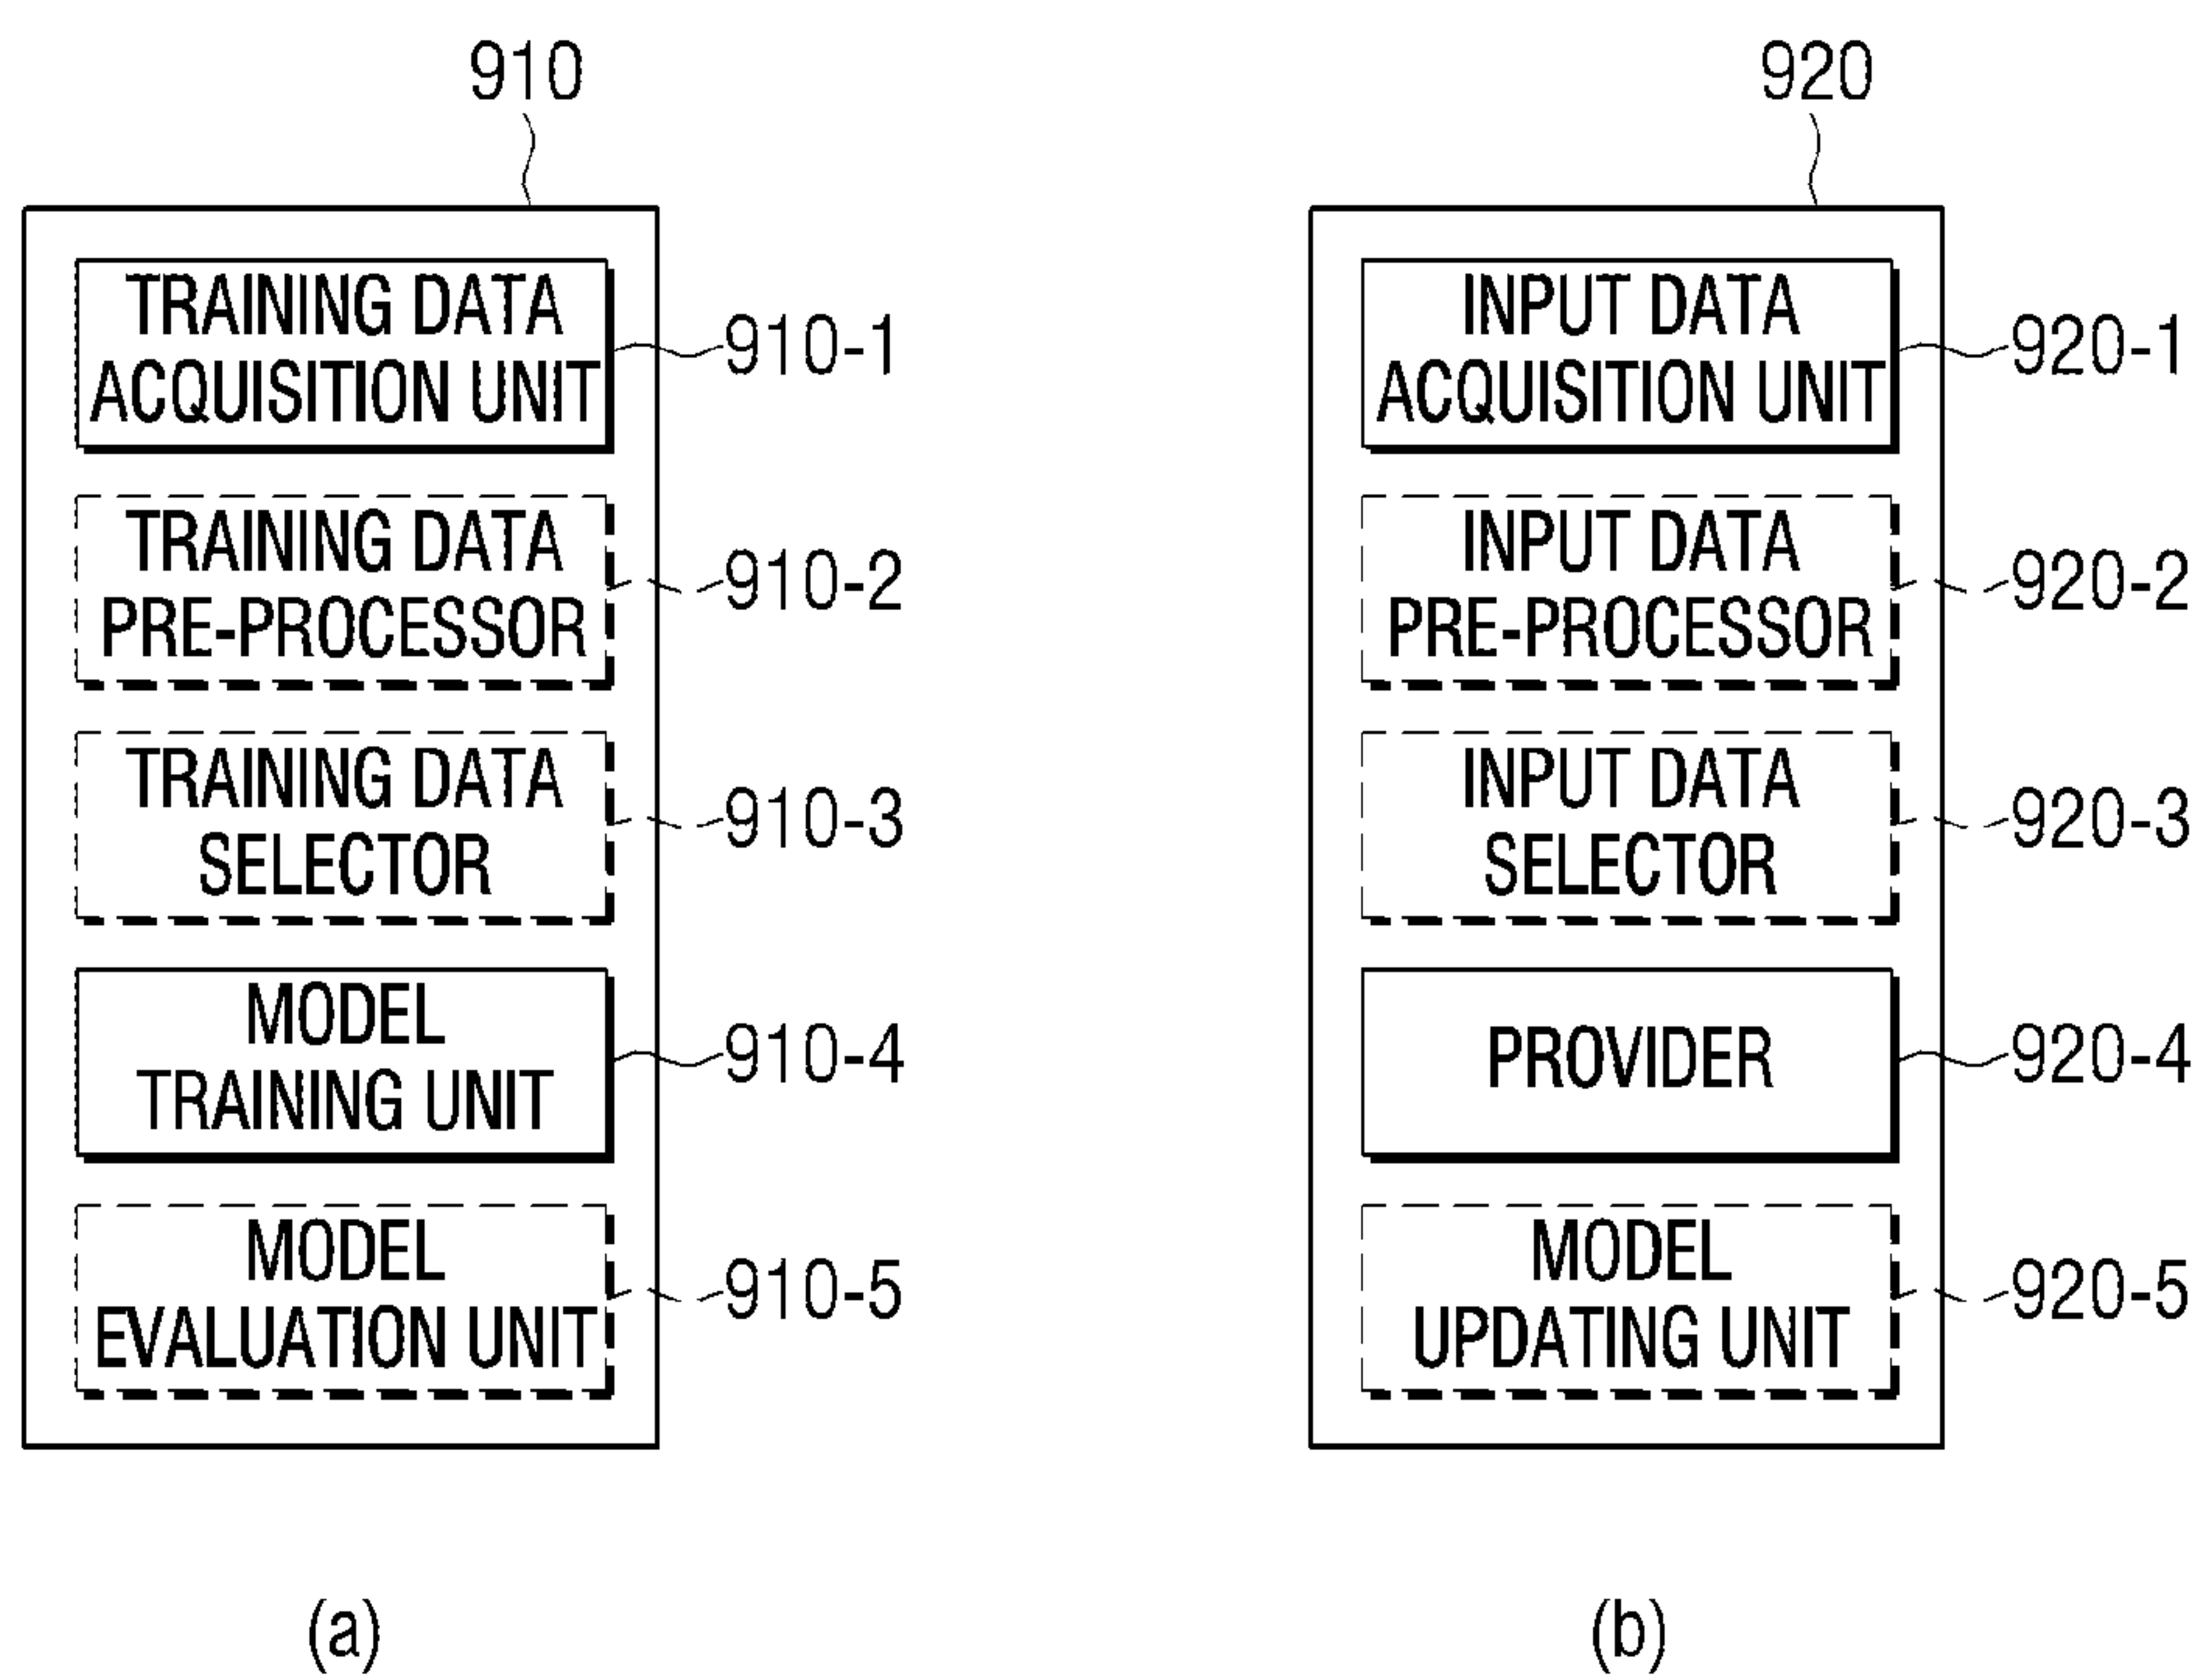 910
TRAINING DATA
ACQUISITION UNIT
910-1
TRAINING DATA
PRE-PROCESSOR
910-2
TRAINING DATA
SELECTOR
910-3
MODEL
TRAINING UNIT
910-4
MODEL
EVALUATION UNIT
910-5
(a)
920
INPUT DATA
ACQUISITION UNIT
920-1
INPUT DATA
PRE-PROCESSOR
920-2
INPUT DATA
SELECTOR
920-3
PROVIDER
920-4
MODEL
UPDATING UNIT
920-5
(b)